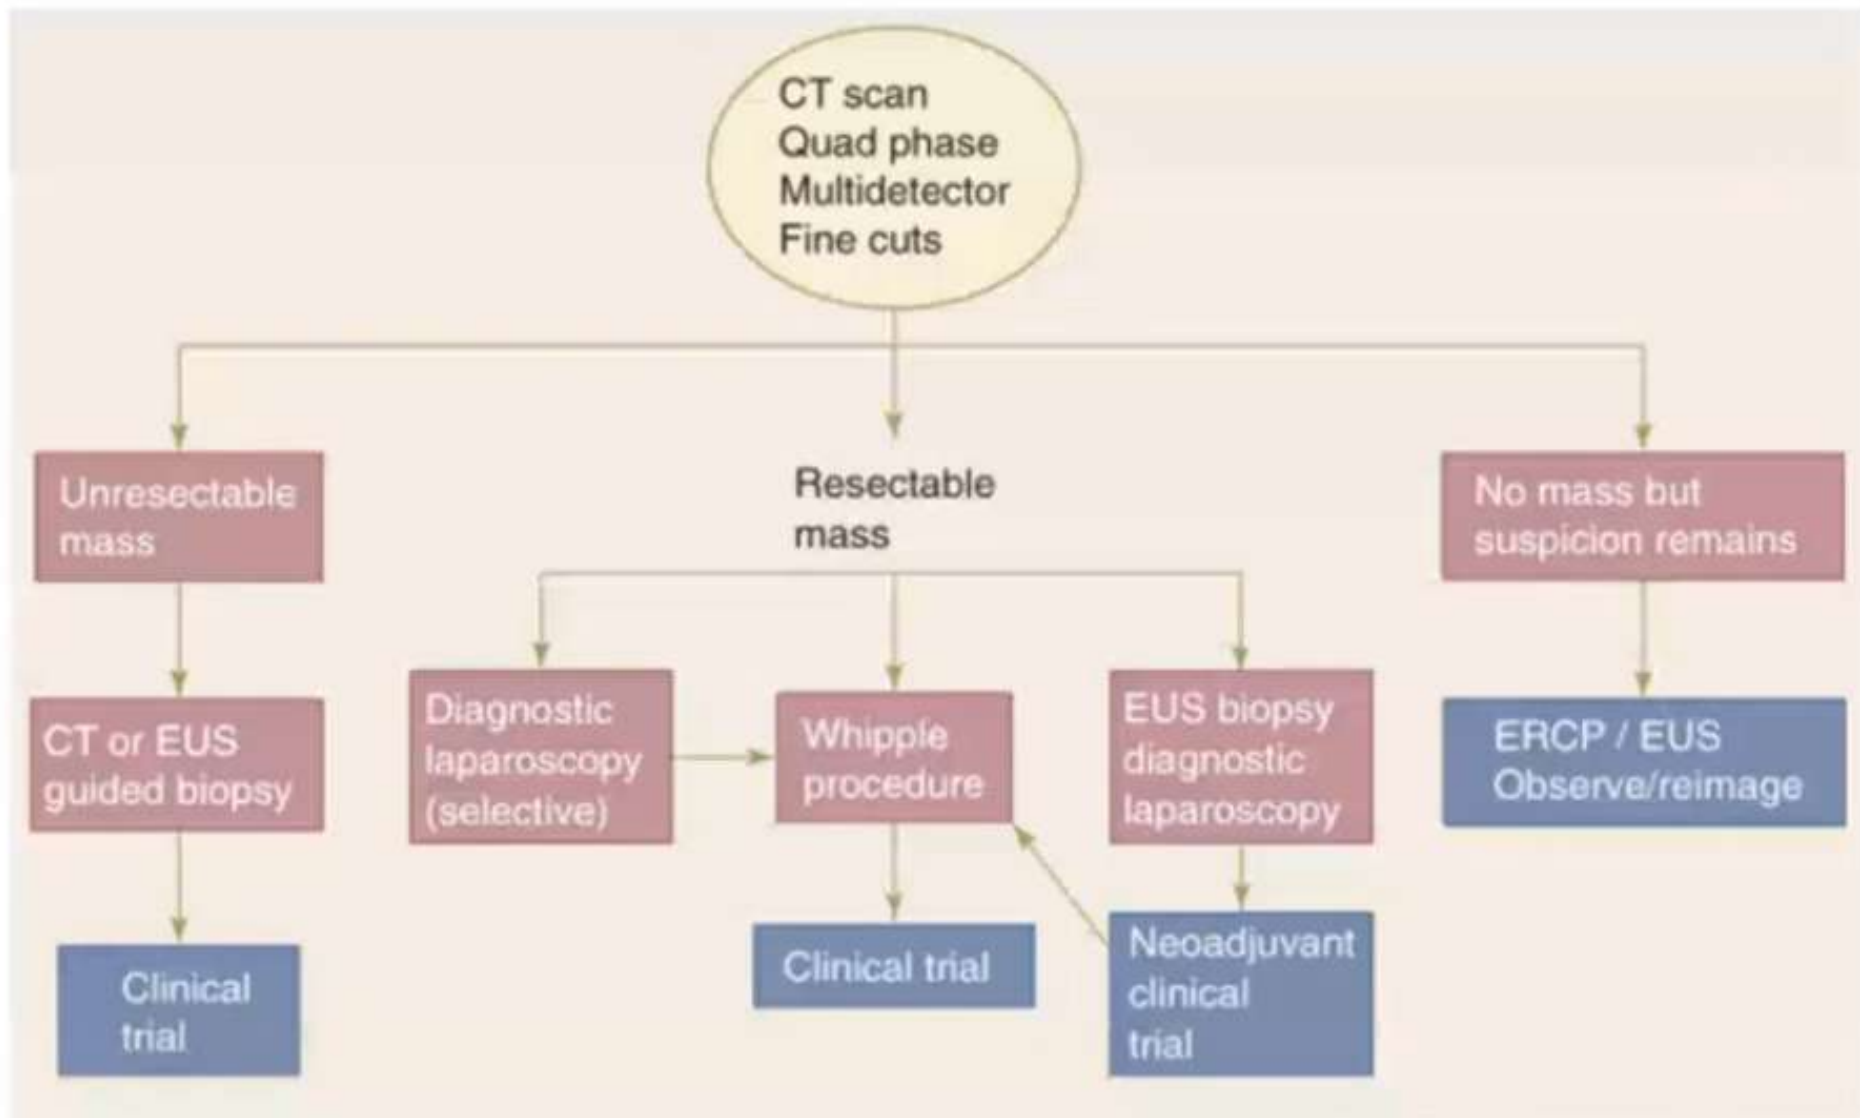 CT scan
Quad phase
Multidetector
Fine cuts
Unresectable
mass
Resectable
mass
No mass but
suspicion remains
CT or EUS
guided biopsy
Diagnostic
laparoscopy
(selective)
Whipple
procedure
EUS biopsy
diagnostic
laparoscopy
ERCP / EUS
Observe/reimage
Clinical
trial
Clinical trial
Neoadjuvant
clinical
trial